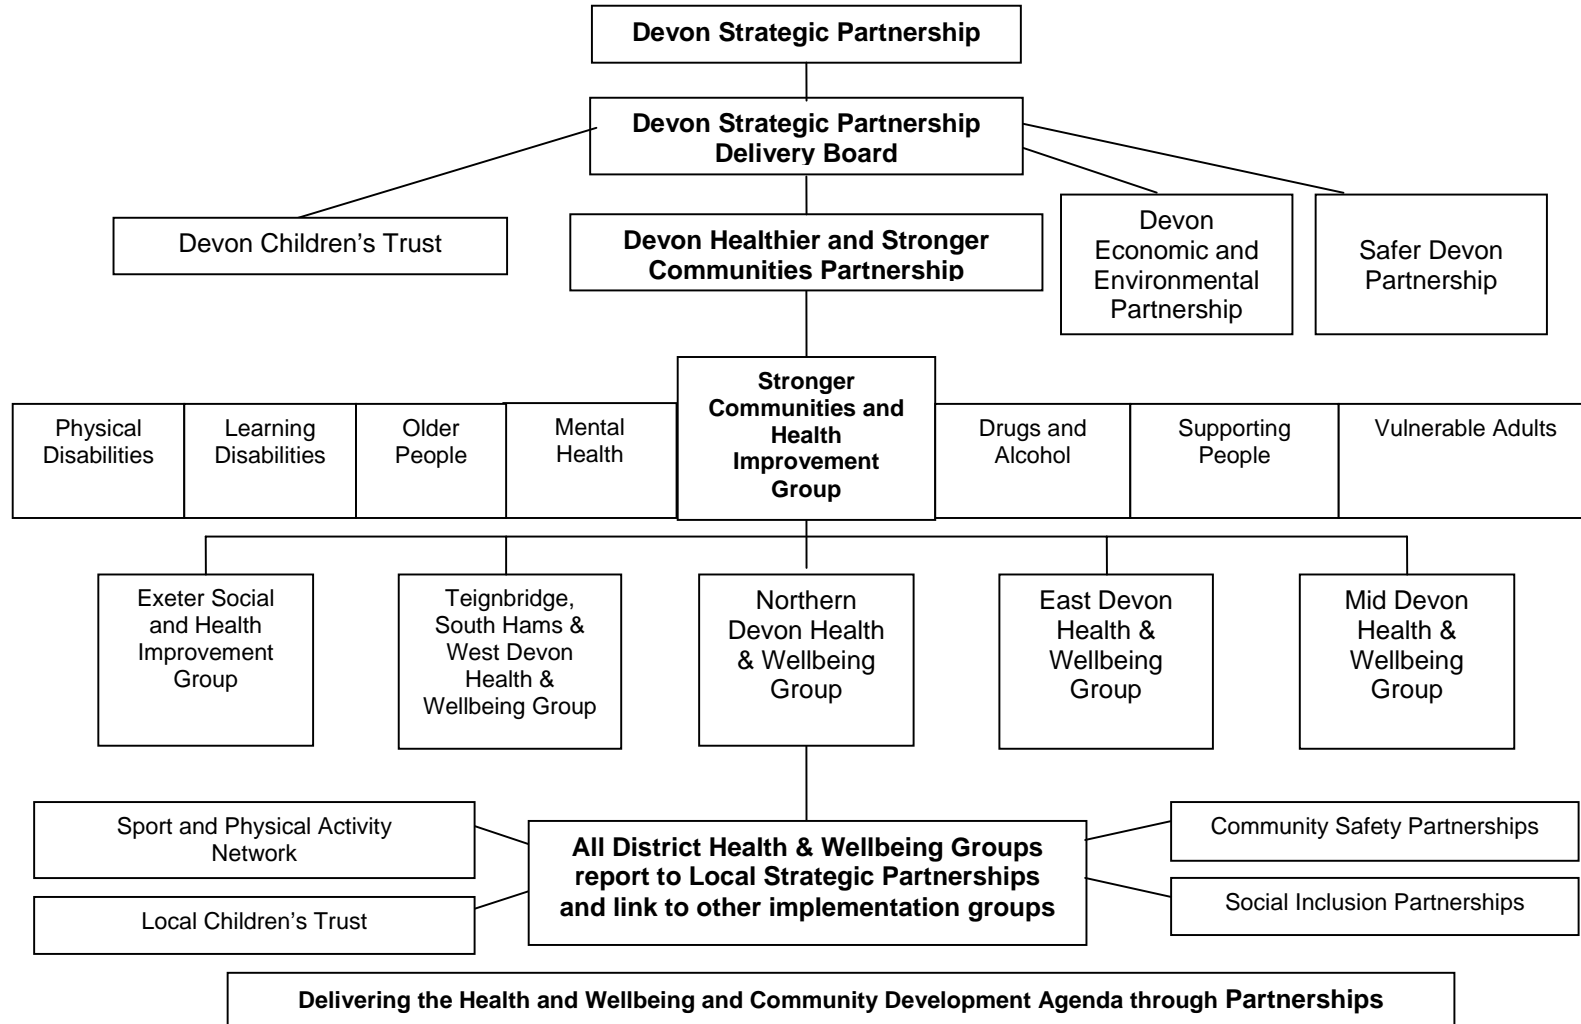 Devon Strategic Partnership
Devon Strategic Partnership
Delivery Board
Devon Children's Trust
Devon Healthier and Stronger
Communities Partnership
Devon
Economic and
Environmental
Partnership
Safer Devon
Partnership
Physical
Disabilities
Learning
Disabilities
Older
People
Mental
Health
Stronger
Communities and
Health
Improvement
Group
Drugs and
Alcohol
Supporting
People
Vulnerable Adults
Exeter Social
and Health
Improvement
Group
Teignbridge,
South Hams &
West Devon
Health &
Wellbeing Group
Northern
Devon Health
& Wellbeing
Group
East Devon
Health &
Wellbeing
Group
Mid Devon
Health &
Wellbeing
Group
Sport and Physical Activity
Network
Local Children's Trust
All District Health & Wellbeing Groups
report to Local Strategic Partnerships
and link to other implementation groups
Community Safety Partnerships
Social Inclusion Partnerships
Delivering the Health and Wellbeing and Community Development Agenda through Partnerships